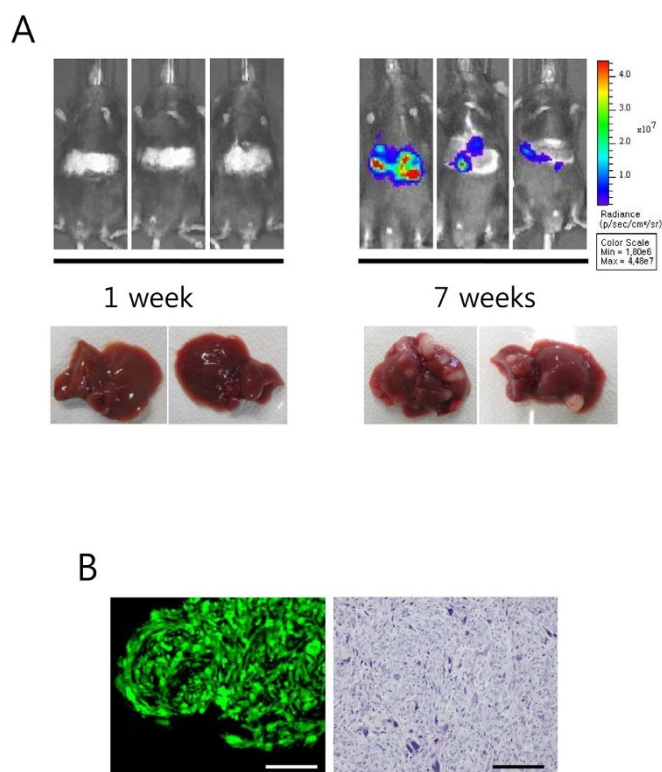 A
4.0
3.0
x10⁷
2.0
1.0
Radiance
(p/sec/cm²/sr)
Color Scale
Min = 1,80e6
Max = 4,48e7
1 week
7 weeks
B